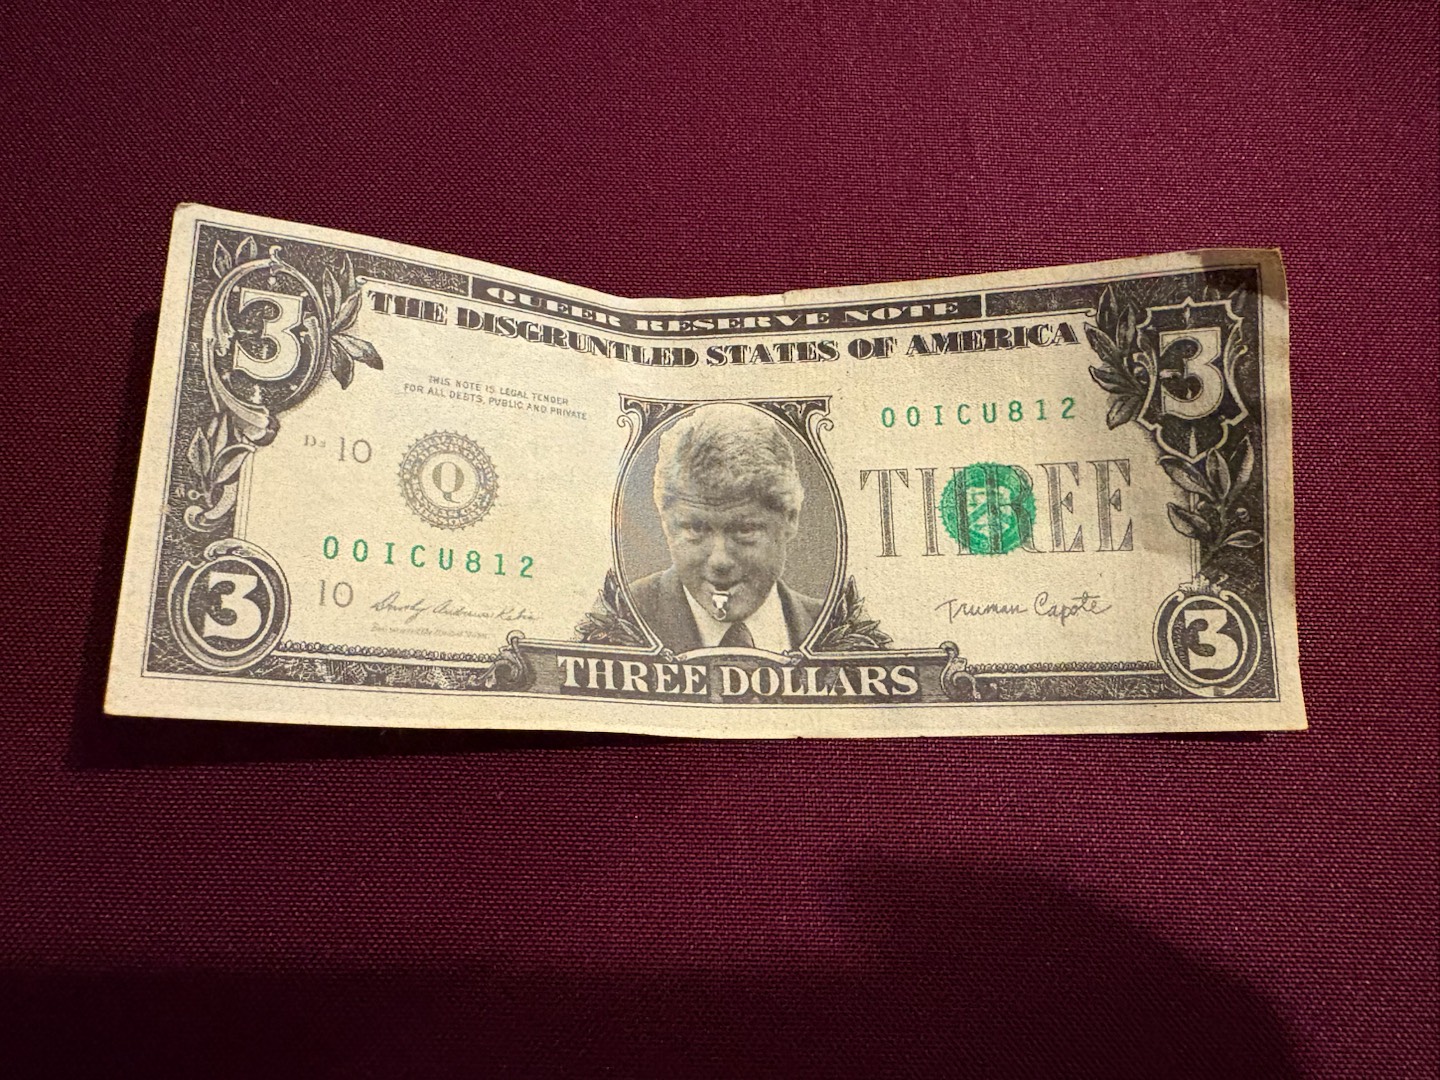 QUEER RESERVE NOTE
THE DISGRUNTLED STATES OF AMERICA
3
3
THIS NOTE IS LEGAL TENDER
FOR ALL DEBTS, PUBLIC AND PRIVATE
00ICU812
D3 10
Q
THREE
00ICU812
10
Truman Capote
3
3
THREE DOLLARS